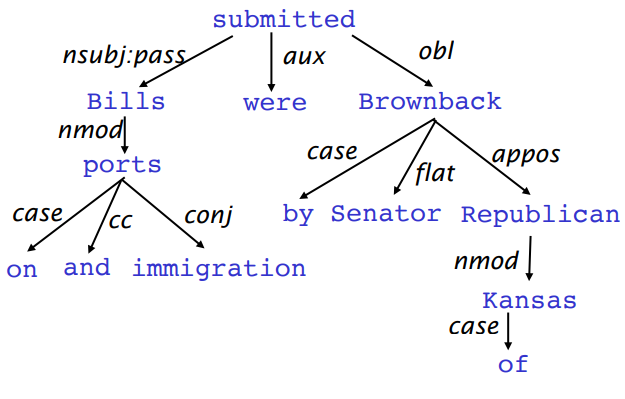 submitted
nsubj:pass aux obl
Bills were Brownback
nmod
ports
case flat appos
case cc conj
by Senator Republican
on and immigration
nmod
Kansas
case
of